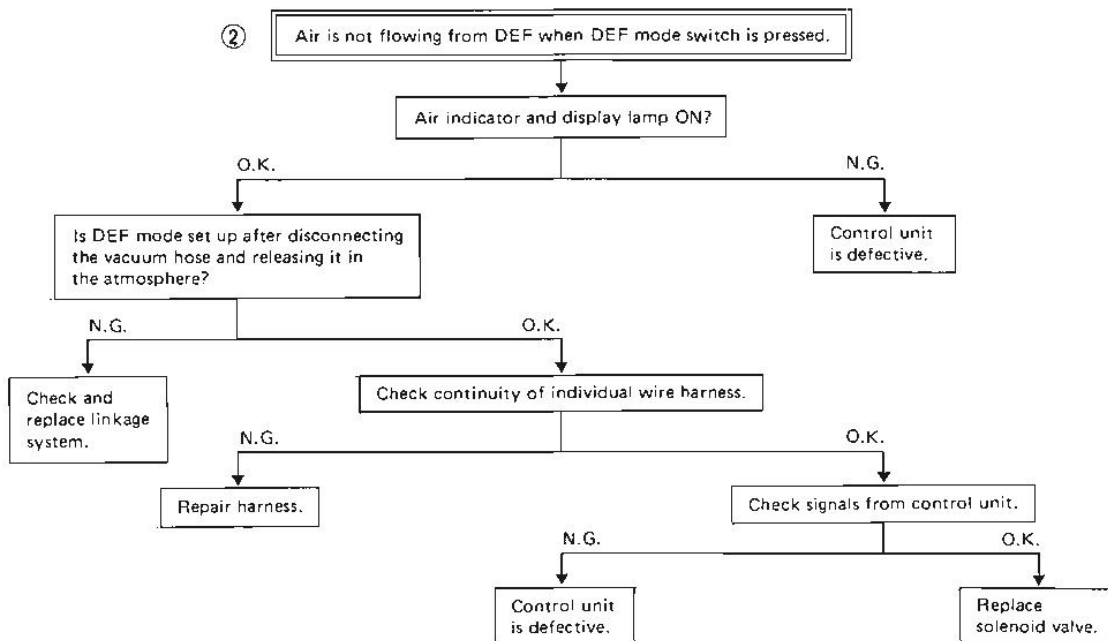 ② Air is not flowing from DEF when DEF mode switch is pressed.
Air indicator and display lamp ON?
O.K.
N.G.
Is DEF mode set up after disconnecting
the vacuum hose and releasing it in
the atmosphere?
Control unit
is defective.
N.G.
O.K.
Check and
replace linkage
system.
Check continuity of individual wire harness.
N.G.
O.K.
Repair harness.
Check signals from control unit.
N.G.
O.K.
Control unit
is defective.
Replace
solenoid valve.